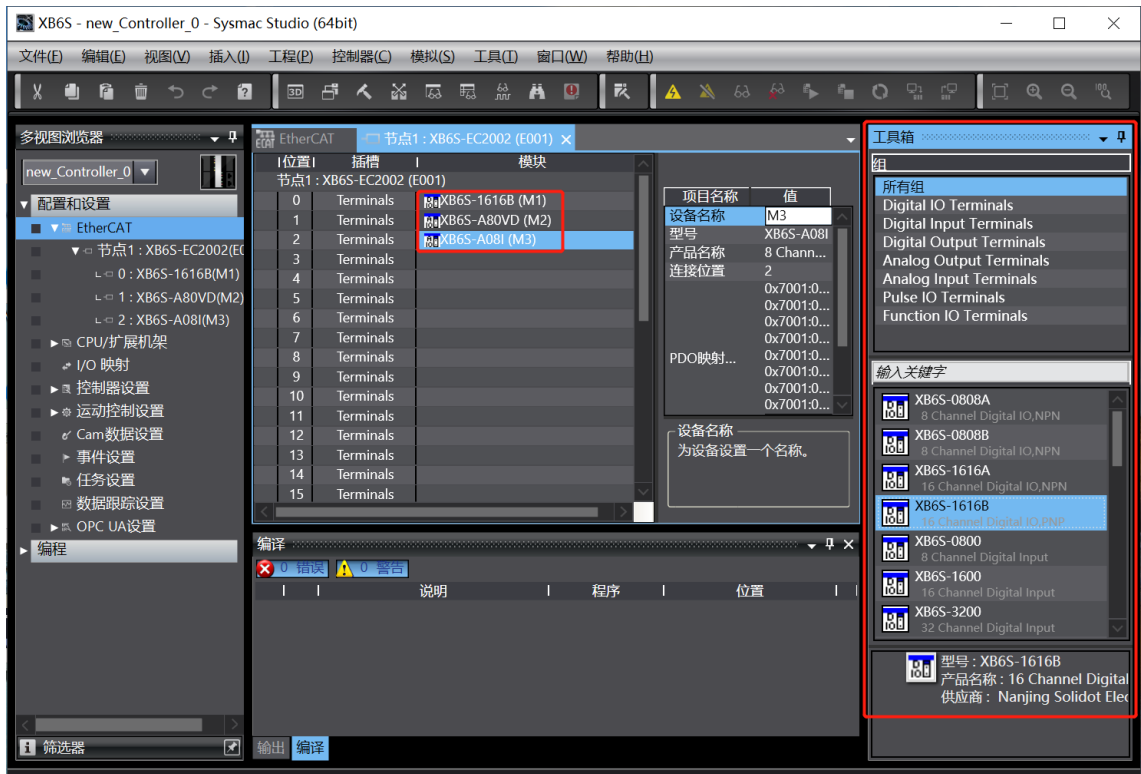 XB6S - new_Controller_0 - Sysmac Studio (64bit)
文件(F) 编辑(E) 视图(V) 插入(I) 工程(P) 控制器(C) 模拟(S) 工具(T) 窗口(W) 帮助(H)
多视图浏览器
new_Controller_0
配置和设置
EtherCAT
节点1 : XB6S-EC2002(E0
0 : XB6S-1616B(M1)
1 : XB6S-A80VD(M2)
2 : XB6S-A08I(M3)
CPU/扩展机架
I/O 映射
控制器设置
运动控制设置
Cam数据设置
事件设置
任务设置
数据跟踪设置
OPC UA设置
编程
筛选器
EtherCAT 节点1 : XB6S-EC2002 (E001)
位置 插槽 模块
节点1 : XB6S-EC2002 (E001)
0 Terminals XB6S-1616B (M1)
1 Terminals XB6S-A80VD (M2)
2 Terminals XB6S-A08I (M3)
3 Terminals
4 Terminals
5 Terminals
6 Terminals
7 Terminals
8 Terminals
9 Terminals
10 Terminals
11 Terminals
12 Terminals
13 Terminals
14 Terminals
15 Terminals
项目名称 值
设备名称 M3
型号 XB6S-A08I
产品名称 8 Chann...
连接位置 2
0x7001:0...
0x7001:0...
0x7001:0...
0x7001:0...
PDO映射... 0x7001:0...
0x7001:0...
0x7001:0...
0x7001:0...
设备名称
为设备设置一个名称。
编译
0 错误 0 警告
说明 程序 位置
输出 编译
工具箱
组
所有组
Digital IO Terminals
Digital Input Terminals
Digital Output Terminals
Analog Output Terminals
Analog Input Terminals
Pulse IO Terminals
Function IO Terminals
输入关键字
XB6S-0808A
8 Channel Digital IO,NPN
XB6S-0808B
8 Channel Digital IO,PNP
XB6S-1616A
16 Channel Digital IO,NPN
XB6S-1616B
16 Channel Digital IO,PNP
XB6S-0800
8 Channel Digital Input
XB6S-1600
16 Channel Digital Input
XB6S-3200
32 Channel Digital Input
型号 : XB6S-1616B
产品名称 : 16 Channel Digital
供应商 : Nanjing Solidot Elec